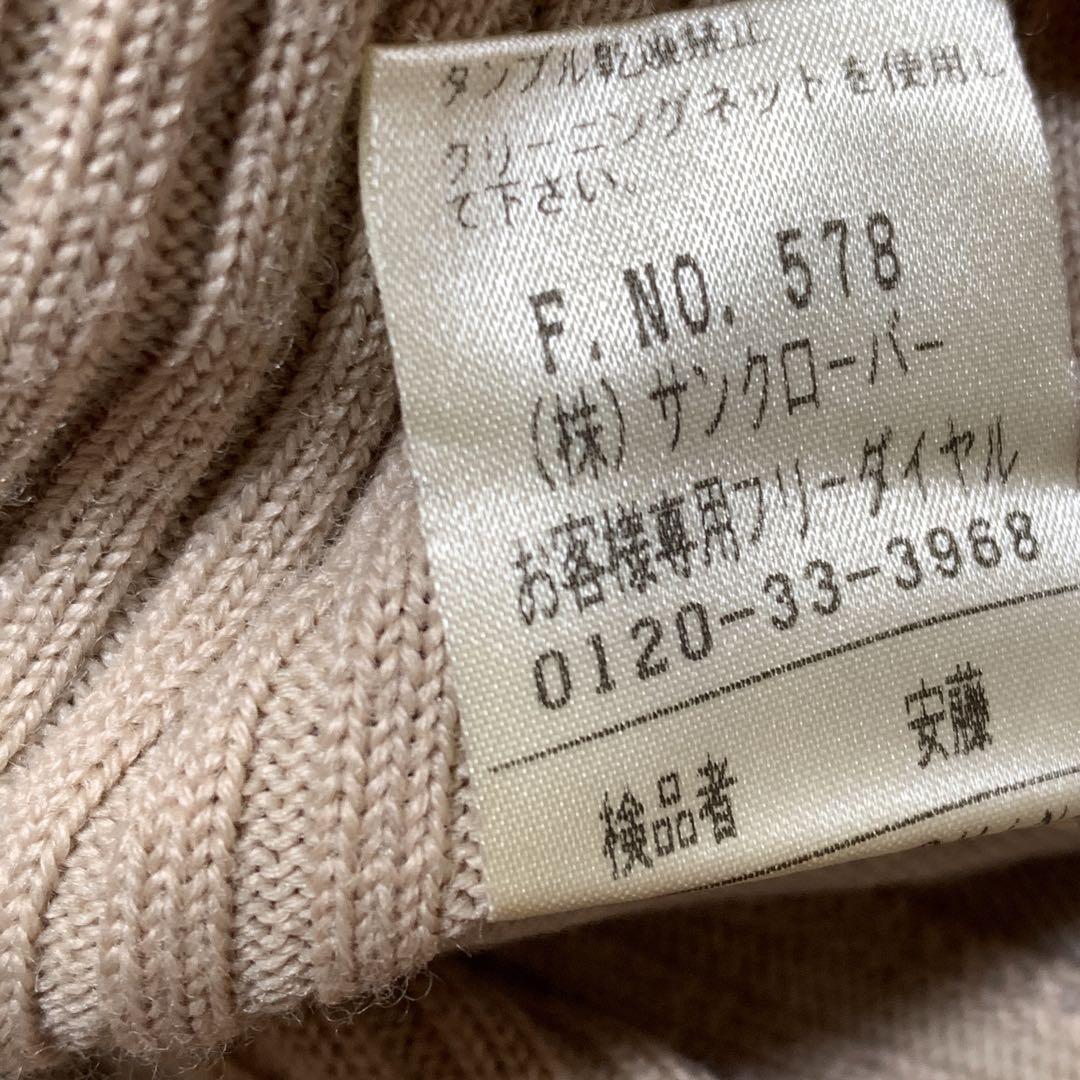 タンブル乾燥禁止
クリーニングネットを使用し
て下さい。
F.NO.578
(株)サンクローバー
お客様専用フリーダイヤル
0120-33-3968
検品者 安藤